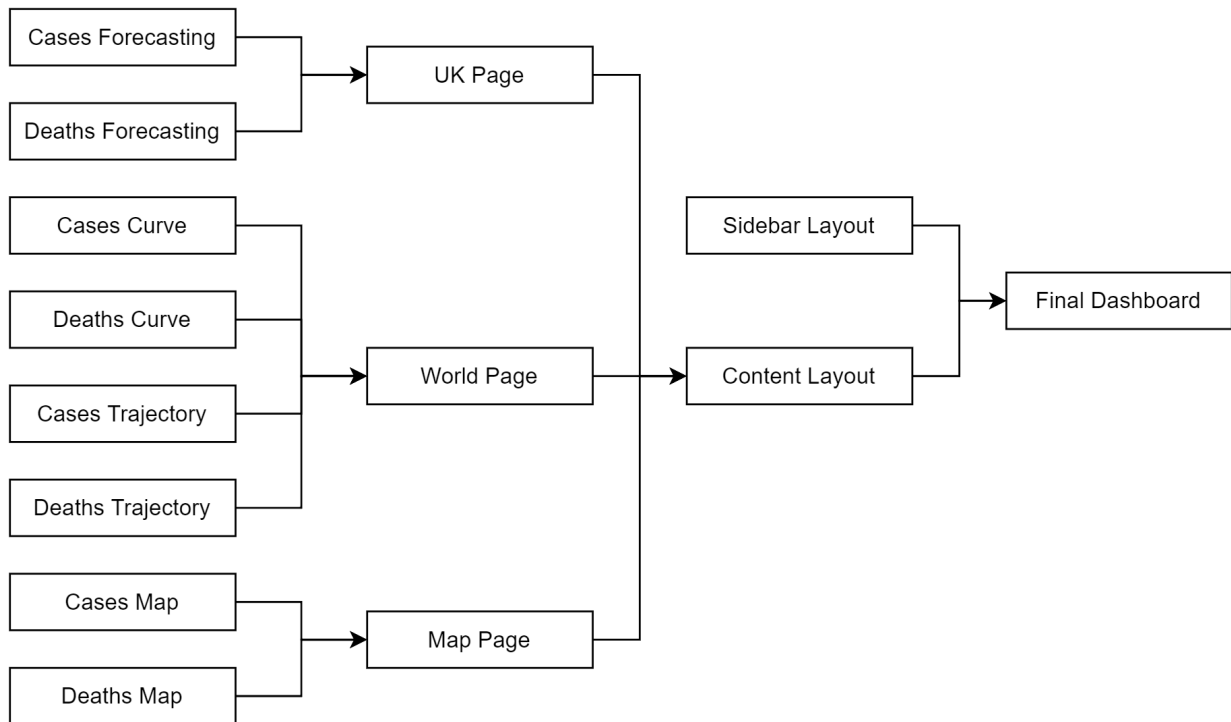 Cases Forecasting
Deaths Forecasting
Cases Curve
Deaths Curve
Cases Trajectory
Deaths Trajectory
Cases Map
Deaths Map
UK Page
World Page
Map Page
Sidebar Layout
Content Layout
Final Dashboard